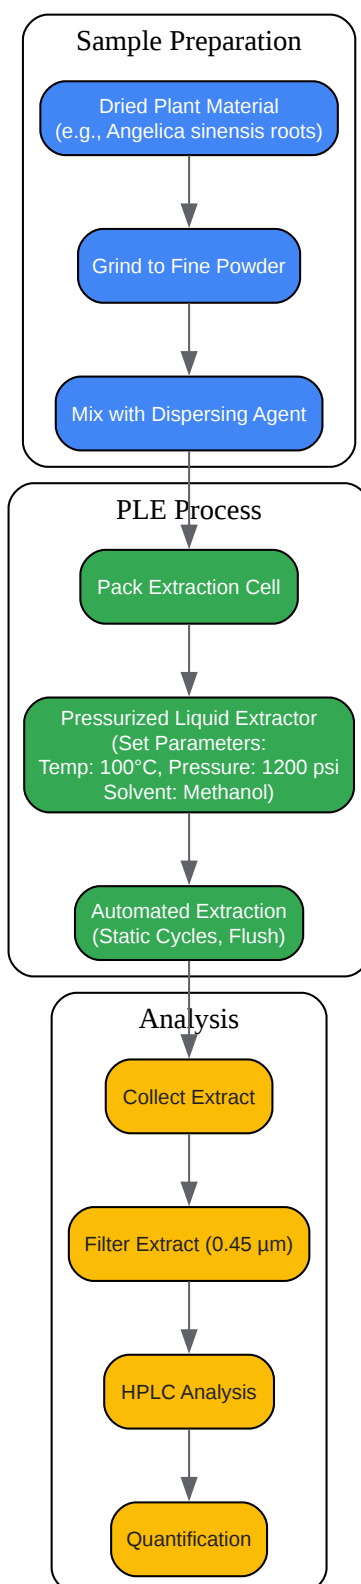 Sample Preparation
Dried Plant Material
(e.g., Angelica sinensis roots)
Grind to Fine Powder
Mix with Dispersing Agent
PLE Process
Pack Extraction Cell
Pressurized Liquid Extractor
(Set Parameters:
Temp: 100°C, Pressure: 1200 psi
Solvent: Methanol)
Automated Extraction
(Static Cycles, Flush)
Analysis
Collect Extract
Filter Extract (0.45 µm)
HPLC Analysis
Quantification